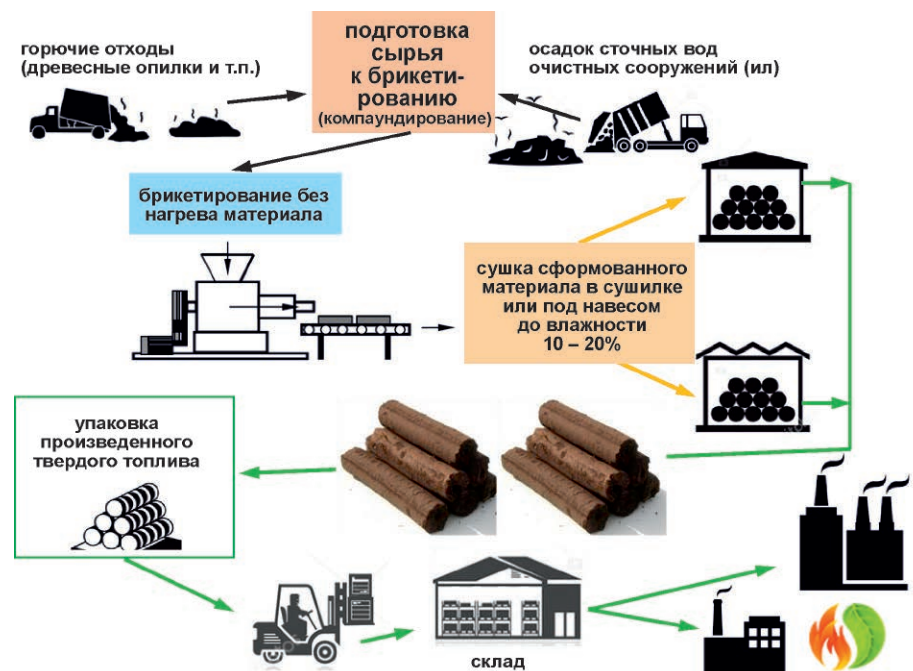 горючие отходы
(древесные опилки и т.п.)
подготовка
сырья
к брикети-
рованию
(компаундирование)
осадок сточных вод
очистных сооружений (ил)
брикетирование без
нагрева материала
сушка сформованного
материала в сушилке
или под навесом
до влажности
10 – 20%
упаковка
произведенного
твердого топлива
склад